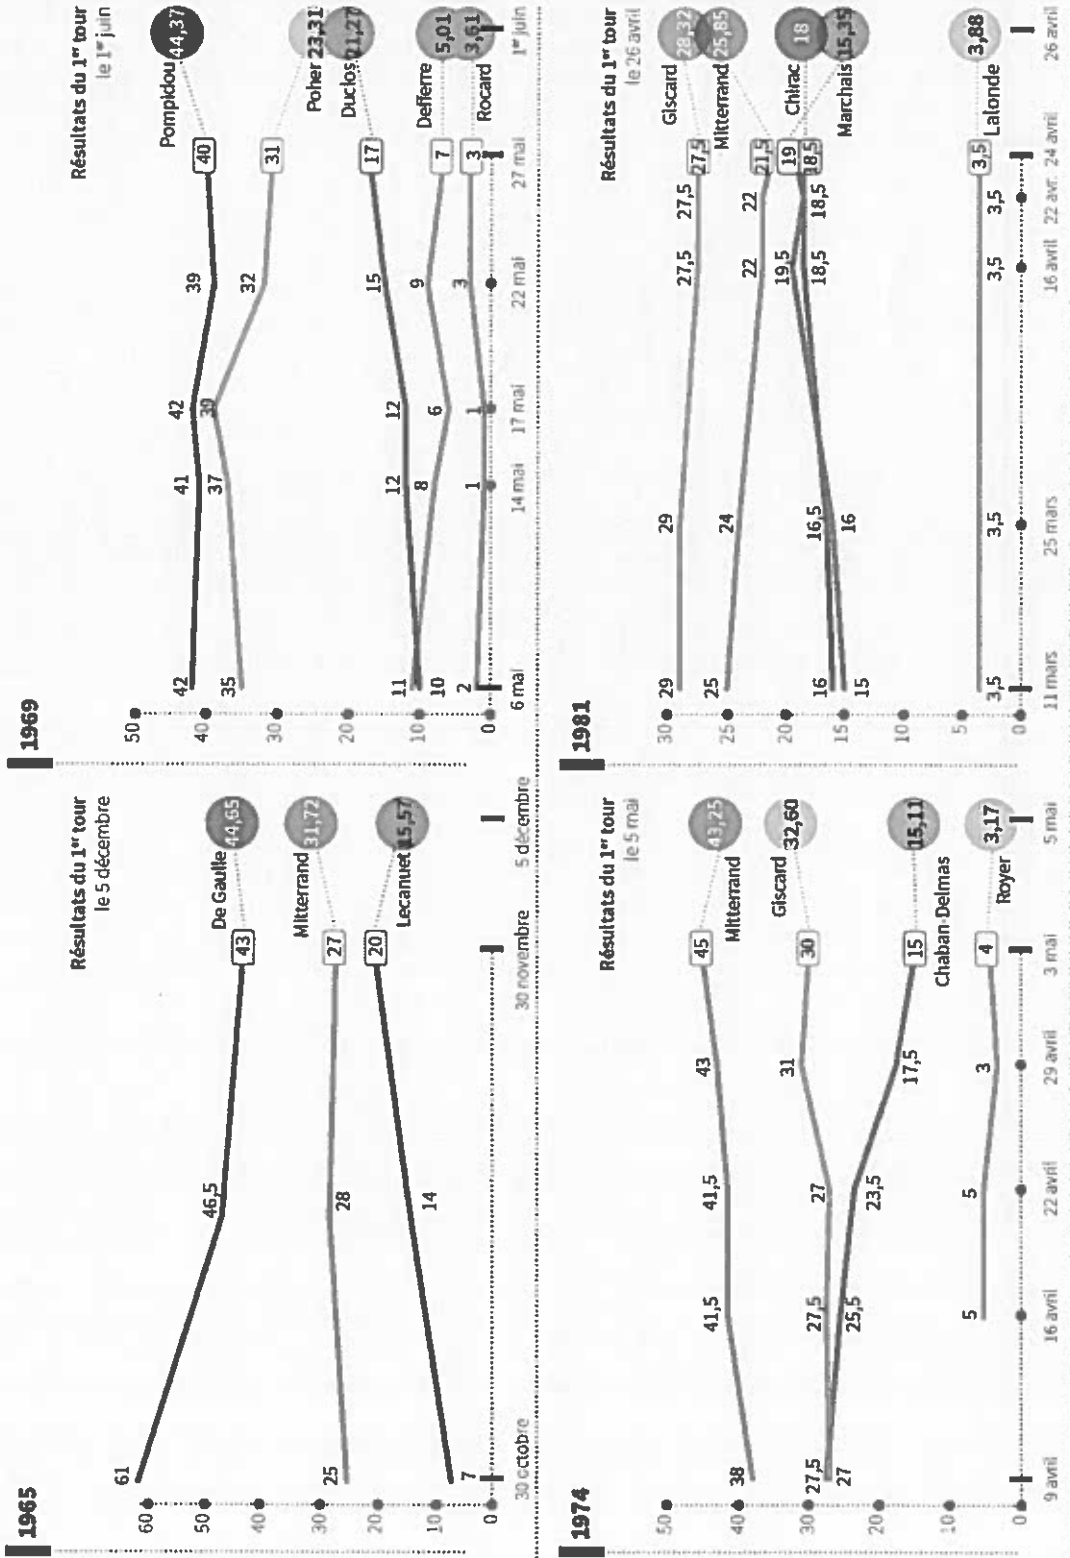 1965
Résultats du 1er tour
le 5 décembre
60
50
40
30
20
10
0
61
46,5
43
De Gaulle
44,65
25
28
27
Mitterrand
31,72
7
14
20
Lecanuet
15,57
30 octobre
30 novembre
5 décembre
1969
Résultats du 1er tour
le 1er juin
50
40
30
20
10
0
42
41
42
39
40
Pompidou
44,37
35
37
39
32
31
Poher
23,31
11
12
12
15
17
Duclos
21,27
10
8
6
9
7
Defferre
5,01
2
1
1
3
3
Rocard
3,61
6 mai
14 mai
17 mai
22 mai
27 mai
1er juin
1974
Résultats du 1er tour
le 5 mai
50
40
30
20
10
0
38
41,5
41,5
43
45
Mitterrand
43,25
27,5
27,5
27
31
30
Giscard
32,60
27
25,5
23,5
17,5
15
Chaban-Delmas
15,11
5
5
3
4
Royer
3,17
9 avril
16 avril
22 avril
29 avril
3 mai
5 mai
1981
Résultats du 1er tour
le 26 avril
30
25
20
15
10
5
0
29
29
27,5
27,5
27,5
Giscard
28,32
25
24
22
22
21,5
Mitterrand
25,85
16
16,5
19,5
19
Chirac
18
15
16
18,5
18,5
18,5
Marchais
15,35
3,5
3,5
3,5
3,5
3,5
Lalonde
3,88
11 mars
25 mars
16 avril
22 avr.
24 avril
26 avril